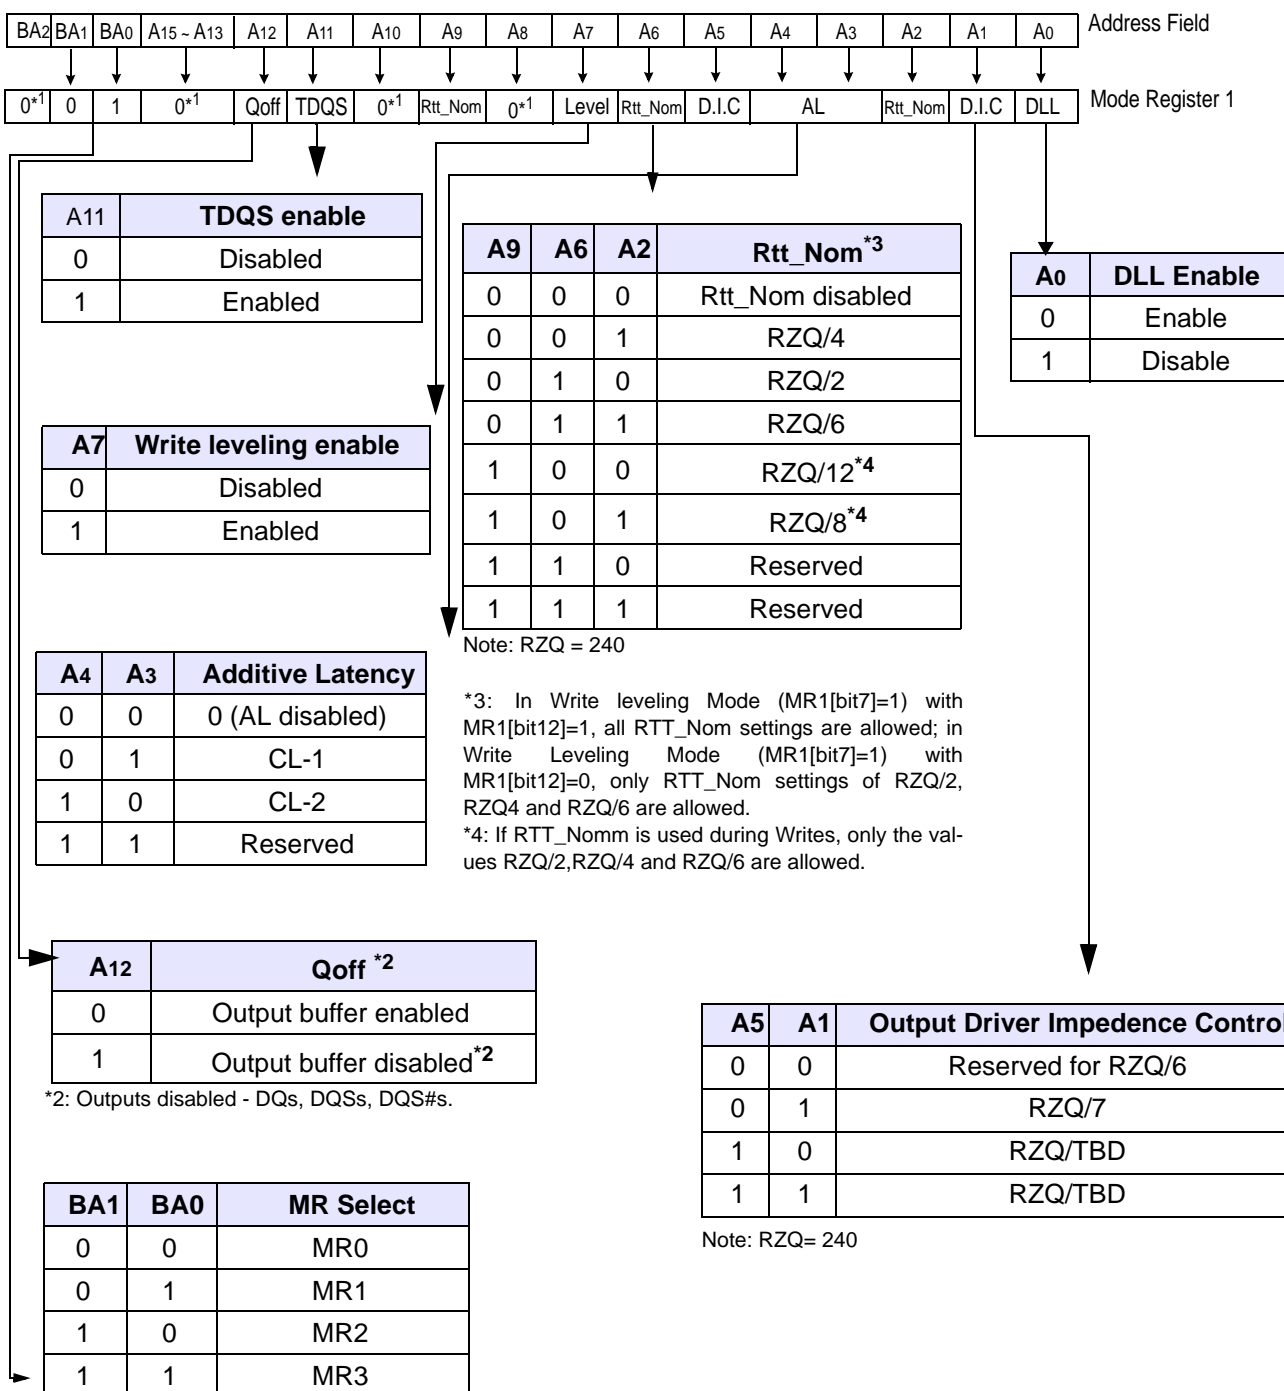 BA2 BA1 BA0 A15 ~ A13 A12 A11 A10 A9 A8 A7 A6 A5 A4 A3 A2 A1 A0 Address Field
0*1 0 1 0*1 Qoff TDQS 0*1 Rtt_Nom 0*1 Level Rtt_Nom D.I.C AL Rtt_Nom D.I.C DLL Mode Register 1
A11 TDQS enable
0 Disabled
1 Enabled
A7 Write leveling enable
0 Disabled
1 Enabled
A4 A3 Additive Latency
0 0 0 (AL disabled)
0 1 CL-1
1 0 CL-2
1 1 Reserved
A9 A6 A2 Rtt_Nom*3
0 0 0 Rtt_Nom disabled
0 0 1 RZQ/4
0 1 0 RZQ/2
0 1 1 RZQ/6
1 0 0 RZQ/12*4
1 0 1 RZQ/8*4
1 1 0 Reserved
1 1 1 Reserved
Note: RZQ = 240
*3: In Write leveling Mode (MR1[bit7]=1) with
MR1[bit12]=1, all RTT_Nom settings are allowed; in
Write Leveling Mode (MR1[bit7]=1) with
MR1[bit12]=0, only RTT_Nom settings of RZQ/2,
RZQ4 and RZQ/6 are allowed.
*4: If RTT_Nomm is used during Writes, only the val-
ues RZQ/2,RZQ/4 and RZQ/6 are allowed.
A0 DLL Enable
0 Enable
1 Disable
A12 Qoff *2
0 Output buffer enabled
1 Output buffer disabled*2
*2: Outputs disabled - DQs, DQSs, DQS#s.
A5 A1 Output Driver Impedence Control
0 0 Reserved for RZQ/6
0 1 RZQ/7
1 0 RZQ/TBD
1 1 RZQ/TBD
Note: RZQ= 240
BA1 BA0 MR Select
0 0 MR0
0 1 MR1
1 0 MR2
1 1 MR3